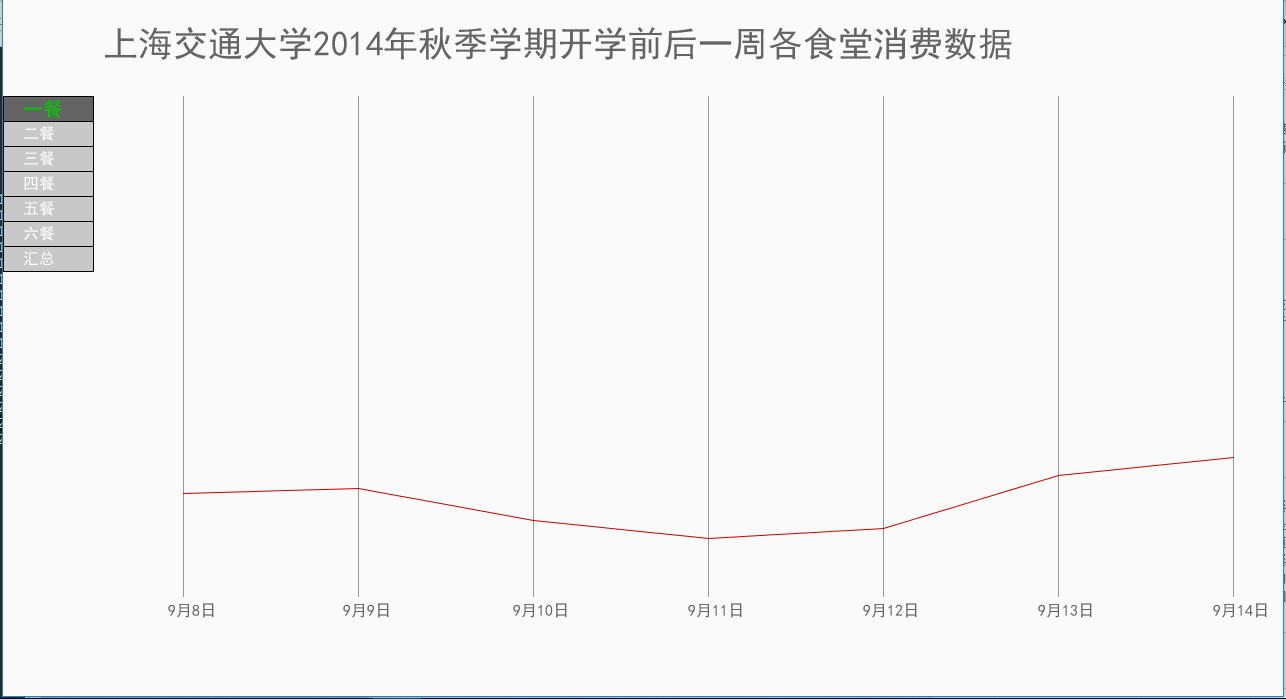 上海交通大学2014年秋季学期开学前后一周各食堂消费数据
一餐
二餐
三餐
四餐
五餐
六餐
汇总
9月8日 9月9日 9月10日 9月11日 9月12日 9月13日 9月14日